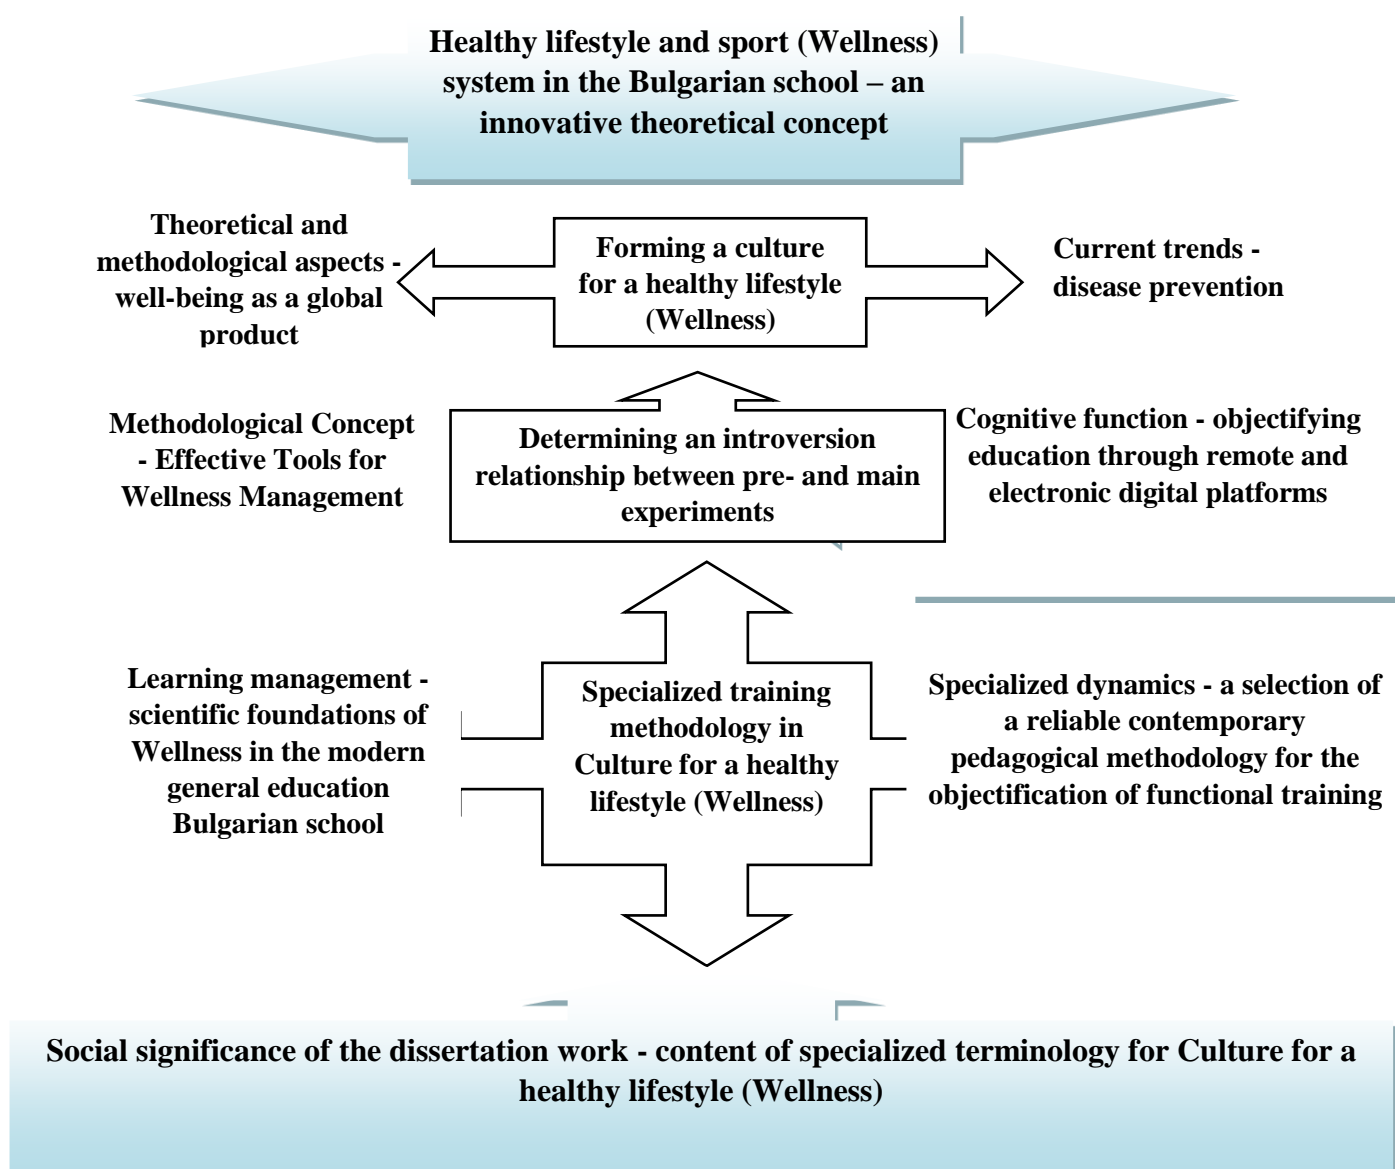 Healthy lifestyle and sport (Wellness)
system in the Bulgarian school – an
innovative theoretical concept
Theoretical and
methodological aspects -
well-being as a global
product
Forming a culture
for a healthy lifestyle
(Wellness)
Current trends -
disease prevention
Methodological Concept
- Effective Tools for
Wellness Management
Determining an introversion
relationship between pre- and main
experiments
Cognitive function - objectifying
education through remote and
electronic digital platforms
Learning management -
scientific foundations of
Wellness in the modern
general education
Bulgarian school
Specialized training
methodology in
Culture for a healthy
lifestyle (Wellness)
Specialized dynamics - a selection of
a reliable contemporary
pedagogical methodology for the
objectification of functional training
Social significance of the dissertation work - content of specialized terminology for Culture for a
healthy lifestyle (Wellness)